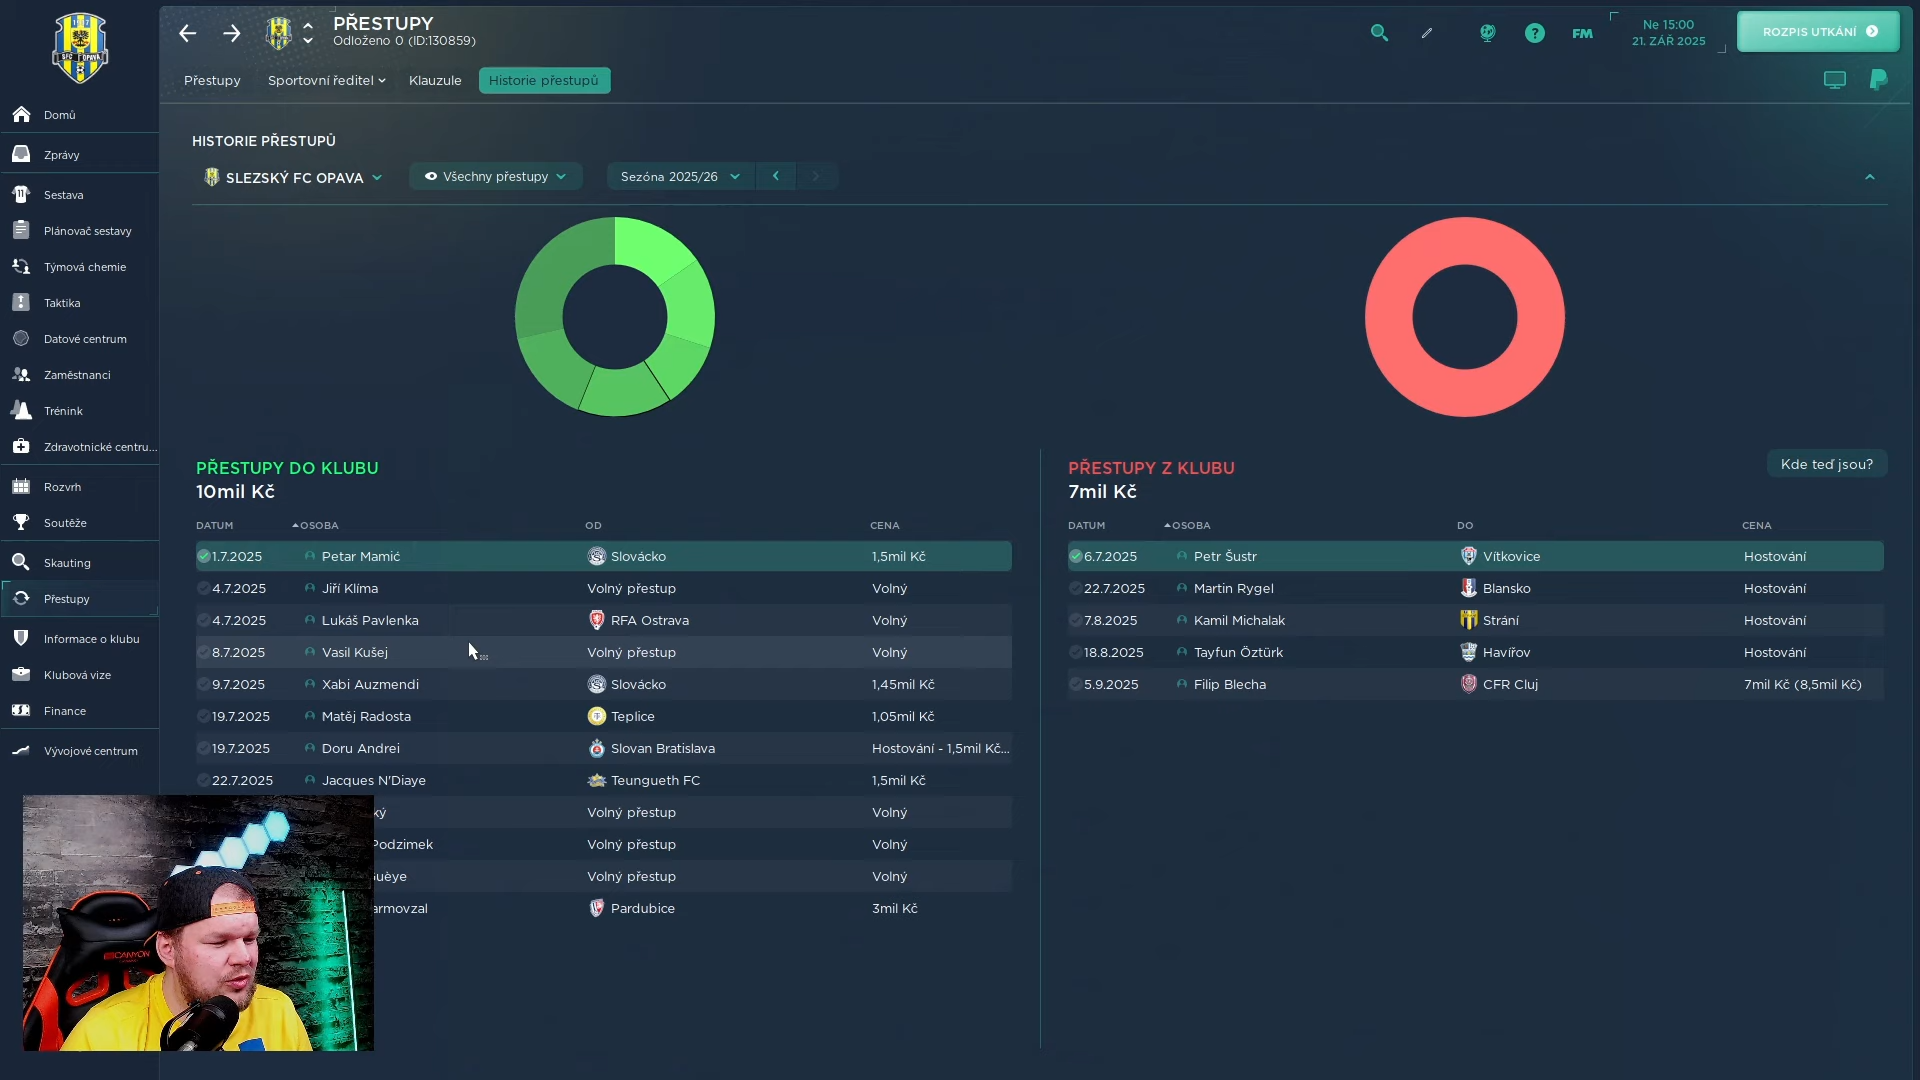 PŘESTUPY
Odloženo 0 (ID:130859)
FM
Ne 15:00
21. ZÁŘ 2025
ROZPIS UTKÁNÍ
Přestupy
Sportovní ředitel
Klauzule
Historie přestupů
Domů
Zprávy
Sestava
Plánovač sestavy
Týmová chemie
Taktika
Datové centrum
Zaměstnanci
Trénink
Zdravotnické centru...
Rozvrh
Soutěže
Skauting
Přestupy
Informace o klubu
Klubová vize
Finance
Vývojové centrum
HISTORIE PŘESTUPŮ
SLEZSKÝ FC OPAVA
Všechny přestupy
Sezóna 2025/26
PŘESTUPY DO KLUBU
10mil Kč
DATUM OSOBA OD CENA
1.7.2025 Petar Mamić Slovácko 1,5mil Kč
4.7.2025 Jiří Klíma Volný přestup Volný
4.7.2025 Lukáš Pavlenka RFA Ostrava Volný
8.7.2025 Vasil Kušej Volný přestup Volný
9.7.2025 Xabi Auzmendi Slovácko 1,45mil Kč
19.7.2025 Matěj Radosta Teplice 1,05mil Kč
19.7.2025 Doru Andrei Slovan Bratislava Hostování - 1,5mil Kč...
22.7.2025 Jacques N'Diaye Teungueth FC 1,5mil Kč
ký Volný přestup Volný
Podzimek Volný přestup Volný
uèye Volný přestup Volný
armovzal Pardubice 3mil Kč
PŘESTUPY Z KLUBU
7mil Kč
Kde teď jsou?
DATUM OSOBA DO CENA
6.7.2025 Petr Šustr Vítkovice Hostování
22.7.2025 Martin Rygel Blansko Hostování
7.8.2025 Kamil Michalak Strání Hostování
18.8.2025 Tayfun Öztürk Havířov Hostování
5.9.2025 Filip Blecha CFR Cluj 7mil Kč (8,5mil Kč)
CANYON